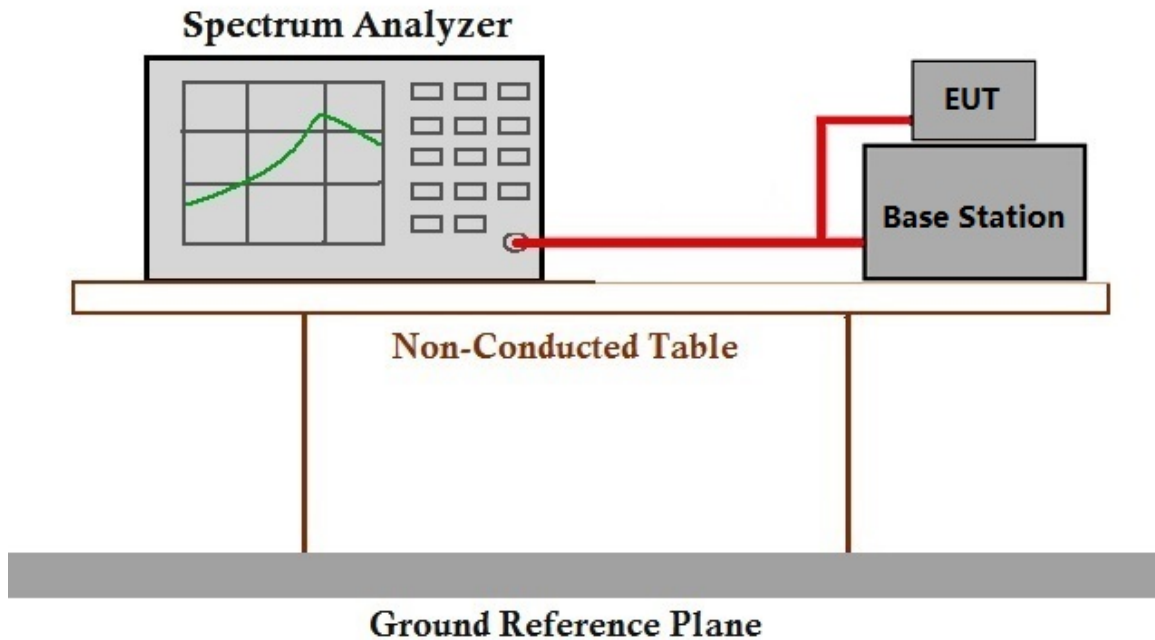 Spectrum Analyzer
EUT
Base Station
Non-Conducted Table
Ground Reference Plane